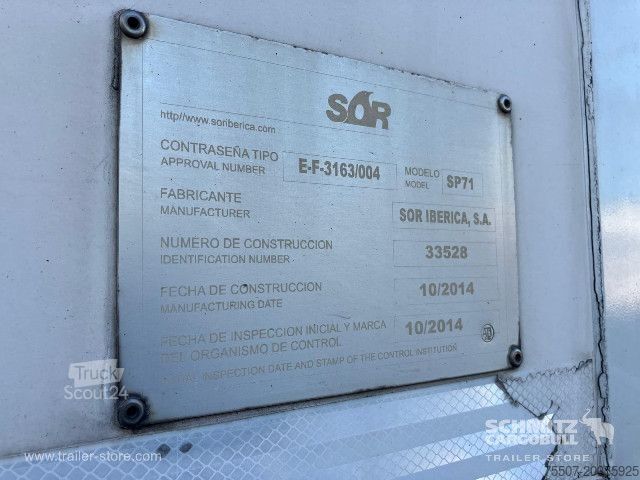 SOR
http//www.soriberica.com
CONTRASEÑA TIPO
APPROVAL NUMBER
E-F-3163/004
MODELO
MODEL
SP71
FABRICANTE
MANUFACTURER
SOR IBERICA, S.A.
NUMERO DE CONSTRUCCION
IDENTIFICATION NUMBER
33528
FECHA DE CONSTRUCCION
MANUFACTURING DATE
10/2014
FECHA DE INSPECCION INICIAL Y MARCA
DEL ORGANISMO DE CONTROL
10/2014
INITIAL INSPECTION DATE AND STAMP OF THE CONTROL INSTITUTION
Truck
Scout24
www.trailer-store.com
SCHMITZ
CARGOBULL
TRAILER STORE